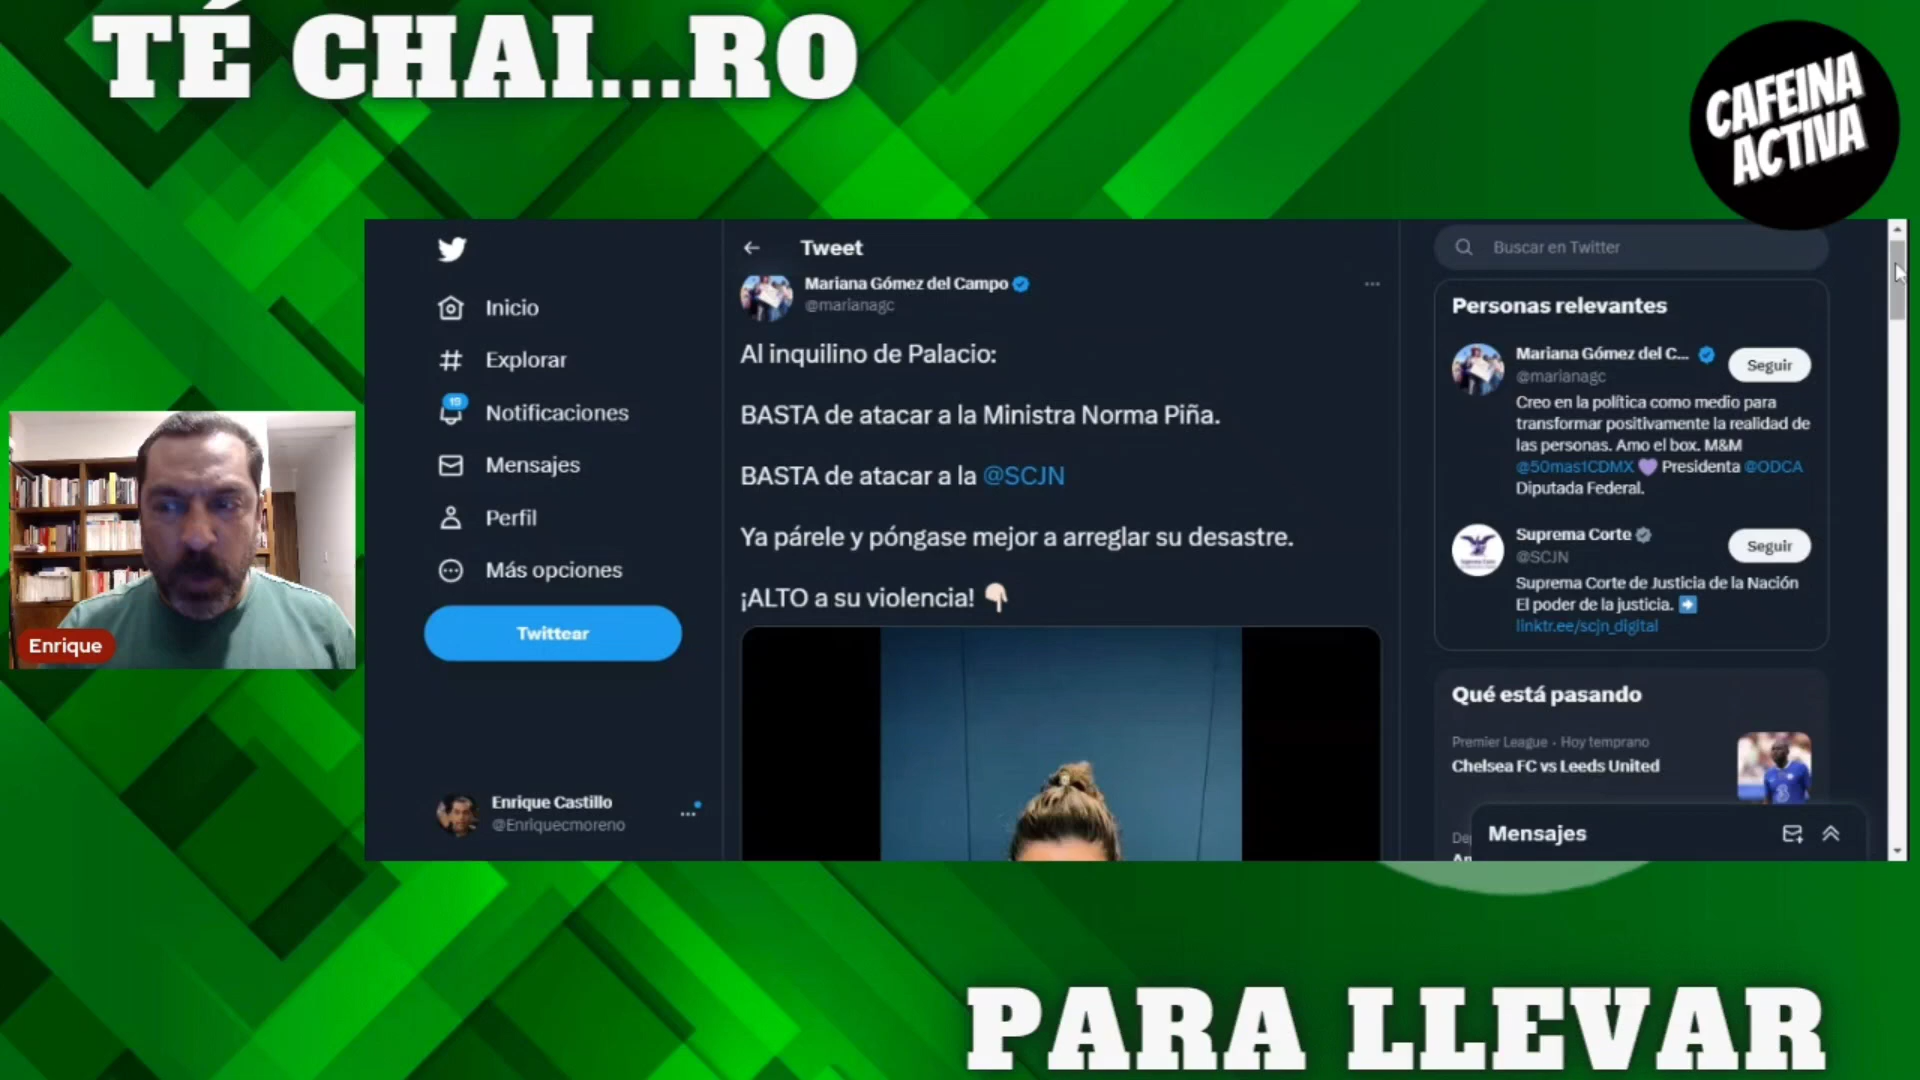 TÉ CHAI...RO
CAFEINA
ACTIVA
Enrique
Inicio
Explorar
19
Notificaciones
Mensajes
Perfil
Más opciones
Twittear
Enrique Castillo
@Enriquecmoreno
Tweet
Mariana Gómez del Campo
@marianagc
Al inquilino de Palacio:
BASTA de atacar a la Ministra Norma Piña.
BASTA de atacar a la @SCJN
Ya párele y póngase mejor a arreglar su desastre.
¡ALTO a su violencia! 👇🏻
Buscar en Twitter
Personas relevantes
Mariana Gómez del C...
@marianagc
Seguir
Creo en la política como medio para
transformar positivamente la realidad de
las personas. Amo el box. M&M
@50mas1CDMX 💜 Presidenta @ODCA
Diputada Federal.
Suprema Corte
@SCJN
Seguir
Suprema Corte de Justicia de la Nación
El poder de la justicia. ➡️
linktr.ee/scjn_digital
Qué está pasando
Premier League · Hoy temprano
Chelsea FC vs Leeds United
Mensajes
PARA LLEVAR